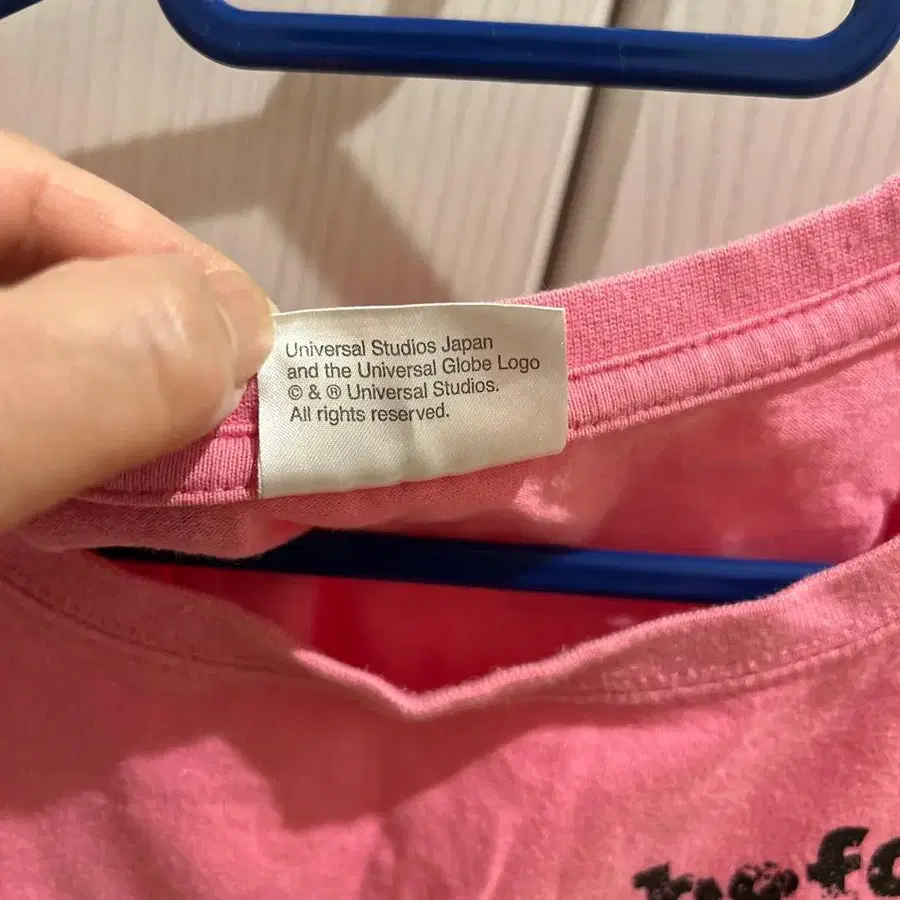 Universal Studios Japan
and the Universal Globe Logo
© & ® Universal Studios.
All rights reserved.